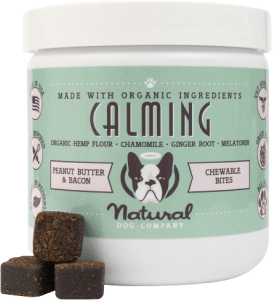 MADE WITH ORGANIC INGREDIENTS
CALMING
ORGANIC HEMP FLOUR · CHAMOMILE · GINGER ROOT · MELATONIN
PEANUT BUTTER
& BACON
CHEWABLE
BITES
Natural
DOG COMPANY